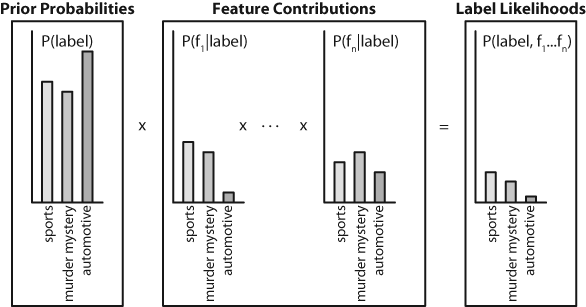 Prior Probabilities
Feature Contributions
Label Likelihoods
P(label)
P(f1|label)
P(fn|label)
P(label, f1...fn)
x
x ... x
=
sports
murder mystery
automotive
sports
murder mystery
automotive
sports
murder mystery
automotive
sports
murder mystery
automotive